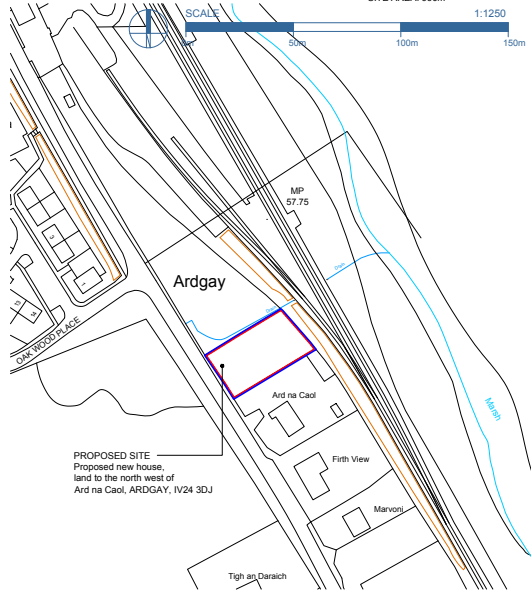 SCALE
1:1250
50m
100m
150m
MP
57.75
Ardgay
Drain
OAK WOOD PLACE
Ard na Caol
Marsh
PROPOSED SITE
Proposed new house,
land to the north west of
Ard na Caol, ARDGAY, IV24 3DJ
Firth View
Marvoni
Tigh an Daraich